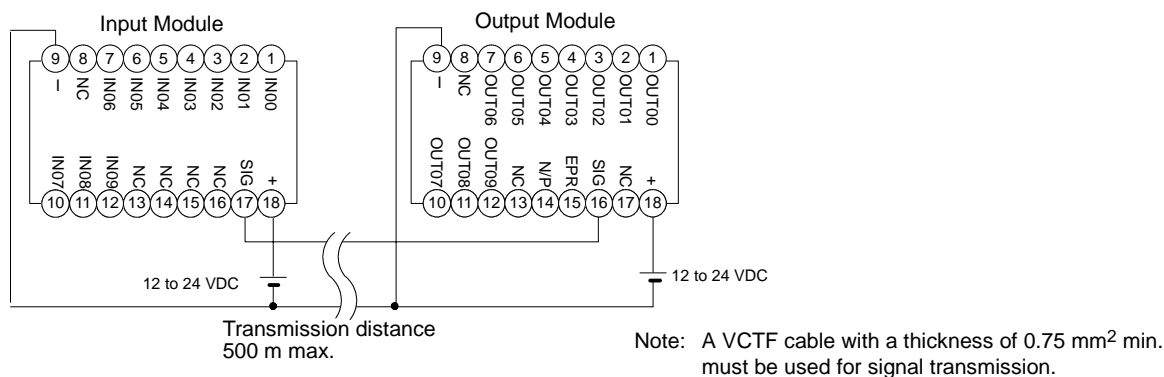 Input Module
Output Module
9 8 7 6 5 4 3 2 1
– NC IN06 IN05 IN04 IN03 IN02 IN01 IN00
IN07 IN08 IN09 NC NC NC NC SIG +
10 11 12 13 14 15 16 17 18
9 8 7 6 5 4 3 2 1
– NC OUT06 OUT05 OUT04 OUT03 OUT02 OUT01 OUT00
OUT07 OUT08 OUT09 NC N/P EPR SIG NC +
10 11 12 13 14 15 16 17 18
12 to 24 VDC
12 to 24 VDC
Transmission distance
500 m max.
Note: A VCTF cable with a thickness of 0.75 mm² min.
must be used for signal transmission.